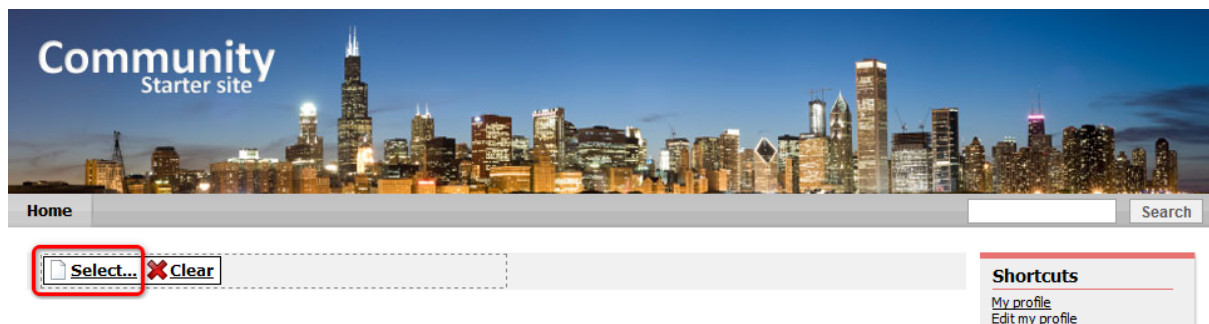 Community
Starter site
Home
Search
Select... Clear
Shortcuts
My profile
Edit my profile